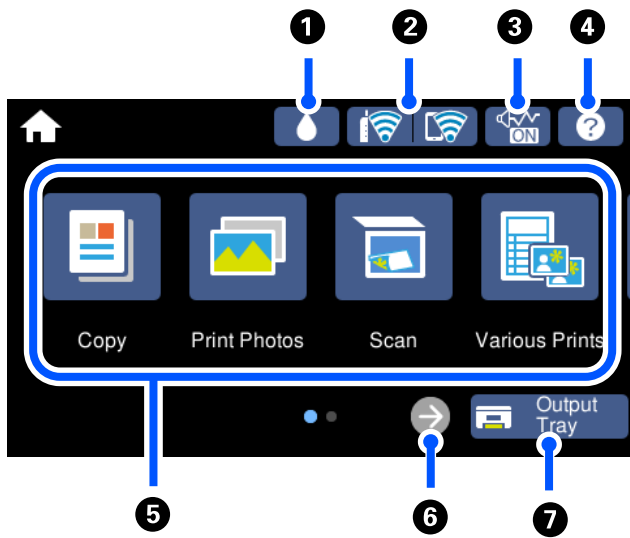 1 2 3 4
ON ?
Copy Print Photos Scan Various Prints
Output
Tray
5 6 7